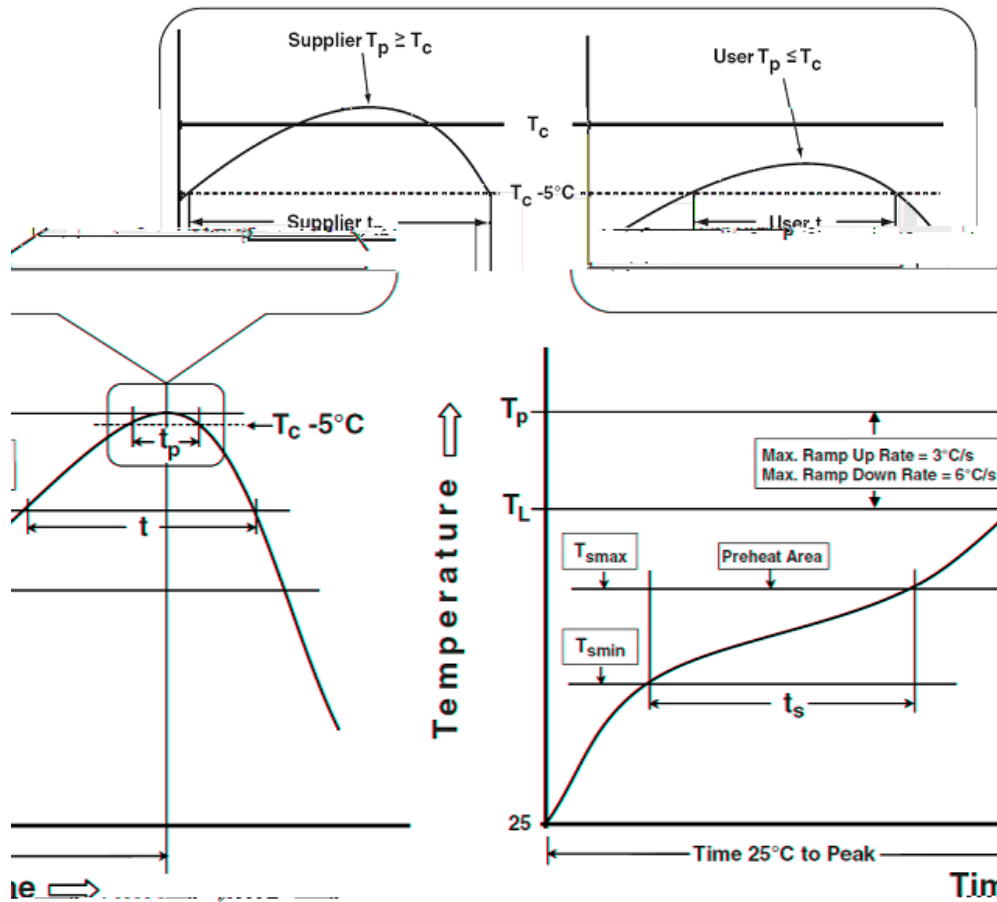 Supplier Tp ≥ Tc
User Tp ≤ Tc
Tc
Tc -5°C
Supplier
User tp
Tc -5°C
tp
t
Temperature
Tp
Max. Ramp Up Rate = 3°C/s
Max. Ramp Down Rate = 6°C/s
TL
Tsmax
Preheat Area
Tsmin
ts
25
Time 25°C to Peak